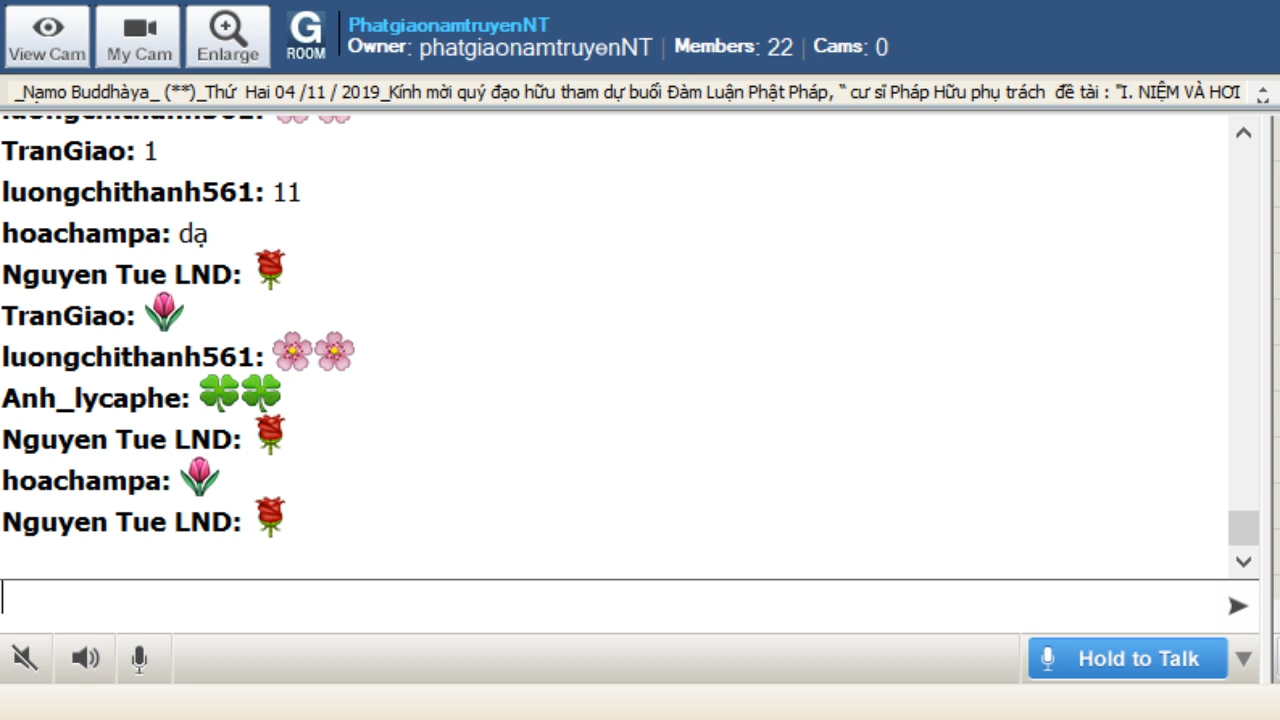 View Cam
My Cam
Enlarge
G
ROOM
PhatgiaonamtruyenNT
Owner: phatgiaonamtruyenNT | Members: 22 | Cams: 0
_Nạmo Buddhàya_ (**)_Thứ Hai 04 /11 / 2019_Kính mời quý đạo hữu tham dự buổi Đàm Luận Phật Pháp, “ cư sĩ Pháp Hữu phụ trách đề tài : "I. NIỆM VÀ HƠI
luongchithanh561:
TranGiao: 1
luongchithanh561: 11
hoachampa: dạ
Nguyen Tue LND:
TranGiao:
luongchithanh561:
Anh_lycaphe:
Nguyen Tue LND:
hoachampa:
Nguyen Tue LND:
Hold to Talk